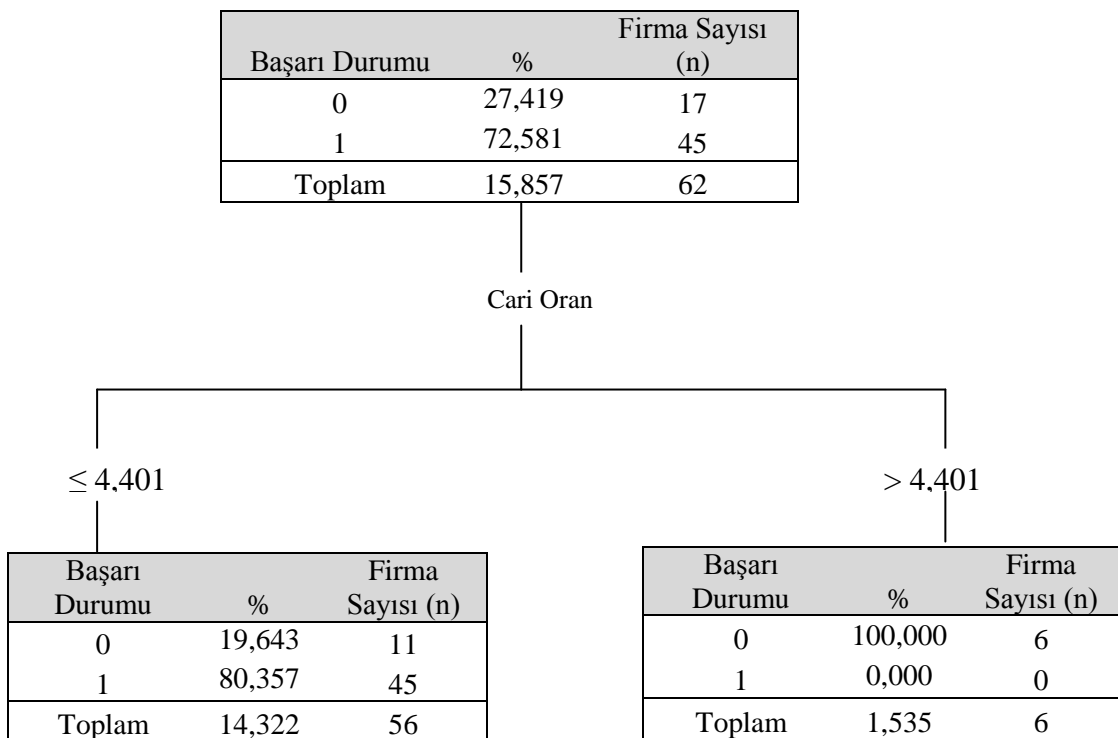 Firma Sayısı
Başarı Durumu % (n)
0 27,419 17
1 72,581 45
Toplam 15,857 62
Cari Oran
≤ 4,401
> 4,401
Başarı Firma
Durumu % Sayısı (n)
0 19,643 11
1 80,357 45
Toplam 14,322 56
Başarı Firma
Durumu % Sayısı (n)
0 100,000 6
1 0,000 0
Toplam 1,535 6